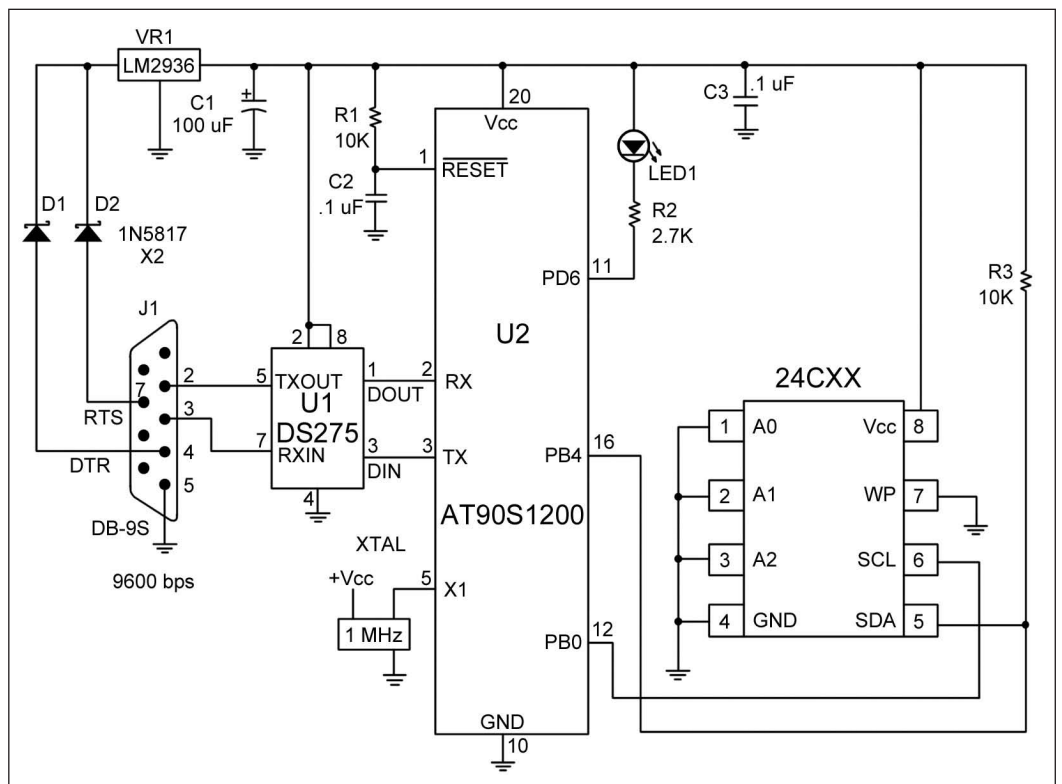 VR1
LM2936
C1
100 uF
+
R1
10K
20
Vcc
C3
.1 uF
1
RESET
C2
.1 uF
LED1
R2
2.7K
D1
D2
1N5817
X2
11
PD6
R3
10K
J1
U2
2
8
2
5
TXOUT
1
DOUT
2
RX
7
RTS
3
U1
DS275
7
RXIN
3
DIN
3
TX
DTR
4
4
5
DB-9S
9600 bps
AT90S1200
16
PB4
24CXX
1
A0
Vcc
8
2
A1
WP
7
3
A2
SCL
6
4
GND
SDA
5
XTAL
+Vcc
5
X1
1 MHz
12
PB0
GND
10